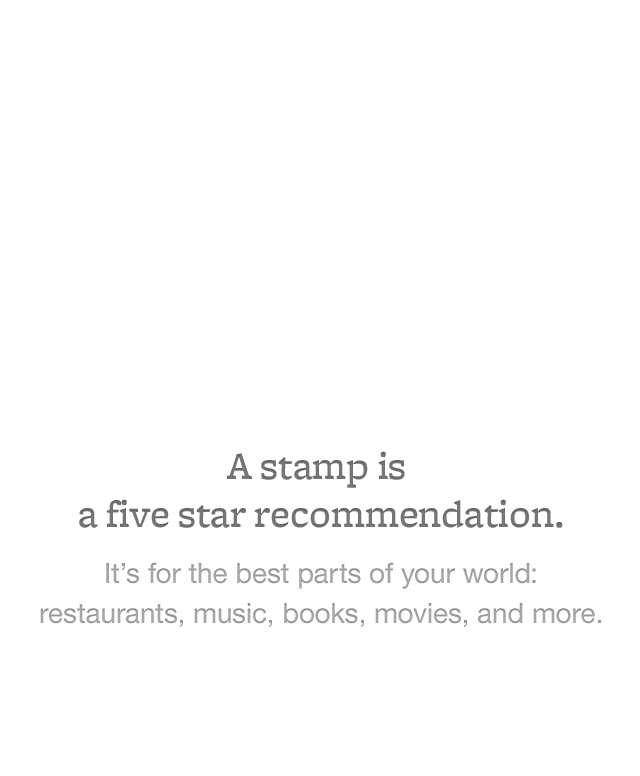 A stamp is
a five star recommendation.
It’s for the best parts of your world:
restaurants, music, books, movies, and more.